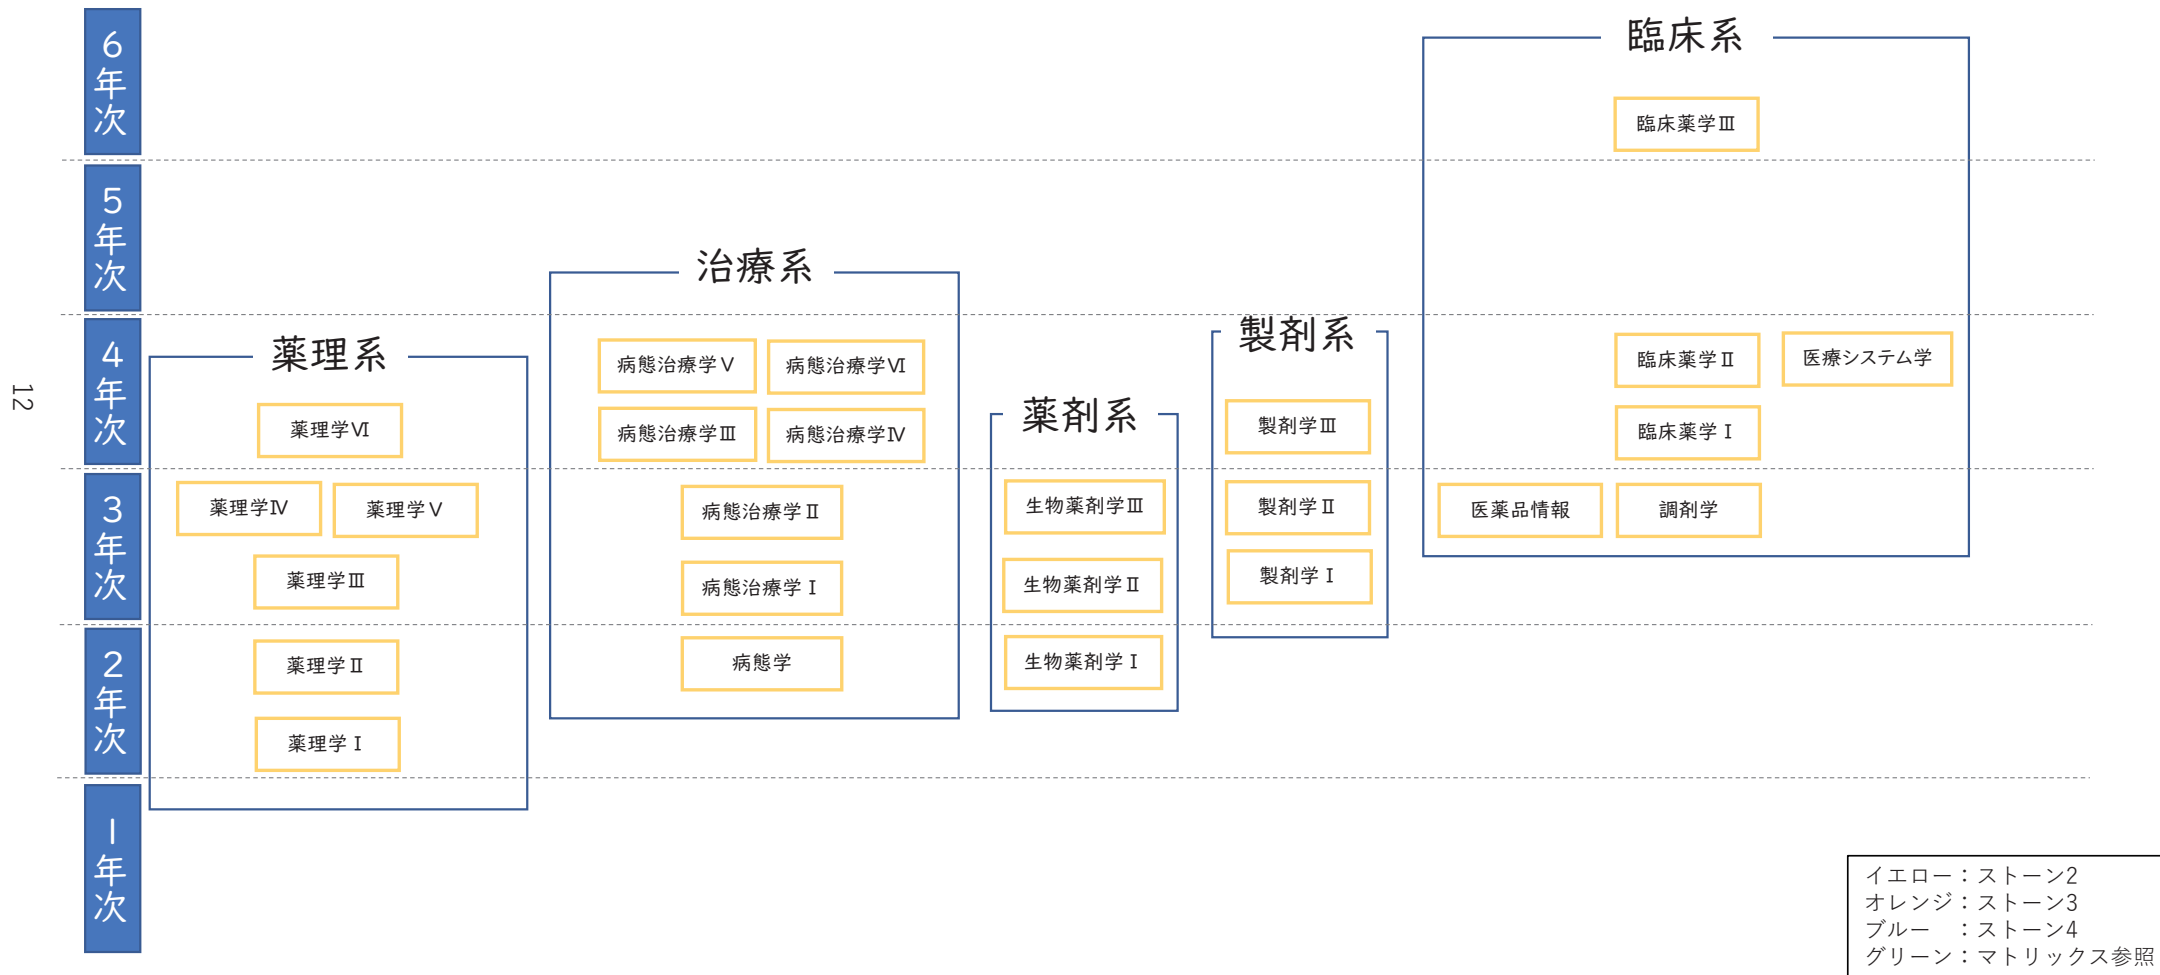 6年次
臨床系
臨床薬学Ⅲ
5年次
治療系
4年次
薬理系
製剤系
病態治療学Ⅴ
病態治療学Ⅵ
臨床薬学Ⅱ
医療システム学
薬剤系
薬理学Ⅵ
病態治療学Ⅲ
病態治療学Ⅳ
製剤学Ⅲ
臨床薬学Ⅰ
12
3年次
薬理学Ⅳ
薬理学Ⅴ
病態治療学Ⅱ
生物薬剤学Ⅲ
製剤学Ⅱ
医薬品情報
調剤学
薬理学Ⅲ
病態治療学Ⅰ
生物薬剤学Ⅱ
製剤学Ⅰ
2年次
薬理学Ⅱ
病態学
生物薬剤学Ⅰ
薬理学Ⅰ
1年次
イエロー：ストーン2
オレンジ：ストーン3
ブルー　：ストーン4
グリーン：マトリックス参照